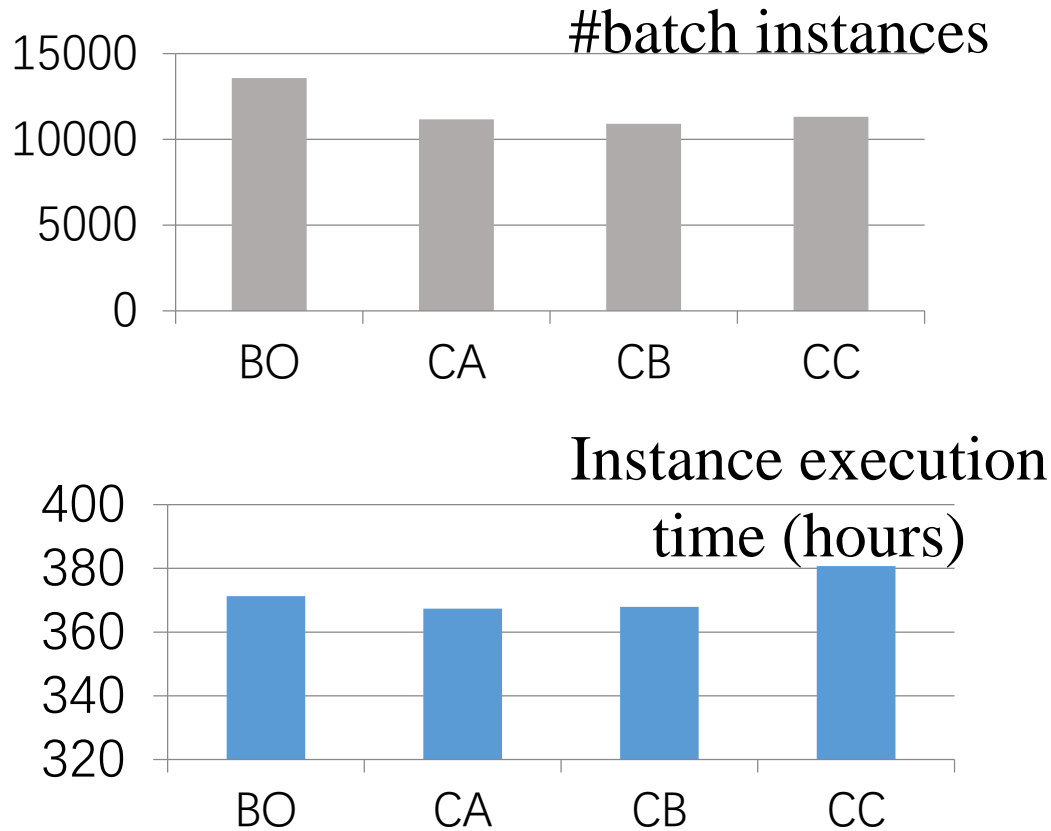 #batch instances
15000
10000
5000
0
BO CA CB CC
Instance execution
time (hours)
400
380
360
340
320
BO CA CB CC